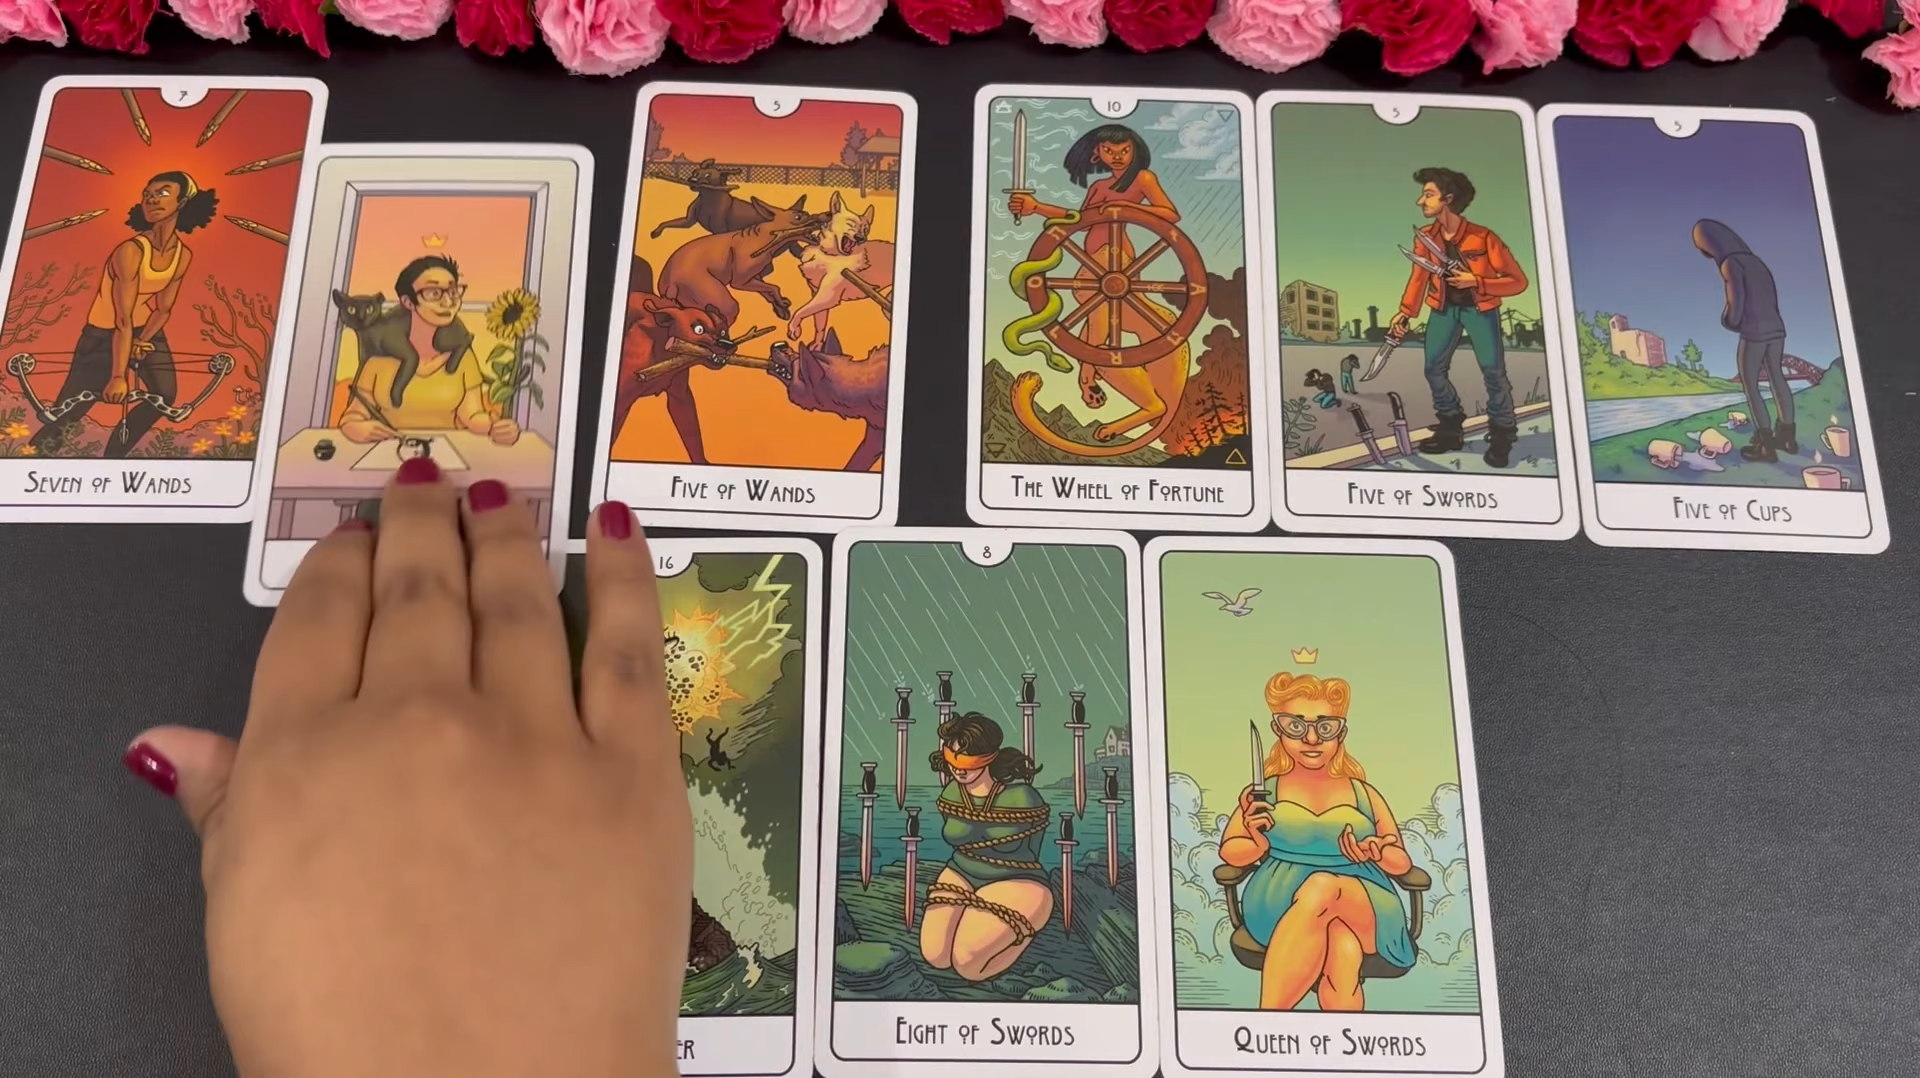 7
SEVEN OF WANDS
5
FIVE OF WANDS
10
THE WHEEL OF FORTUNE
5
FIVE OF SWORDS
5
FIVE OF CUPS
16
ER
8
EIGHT OF SWORDS
QUEEN OF SWORDS